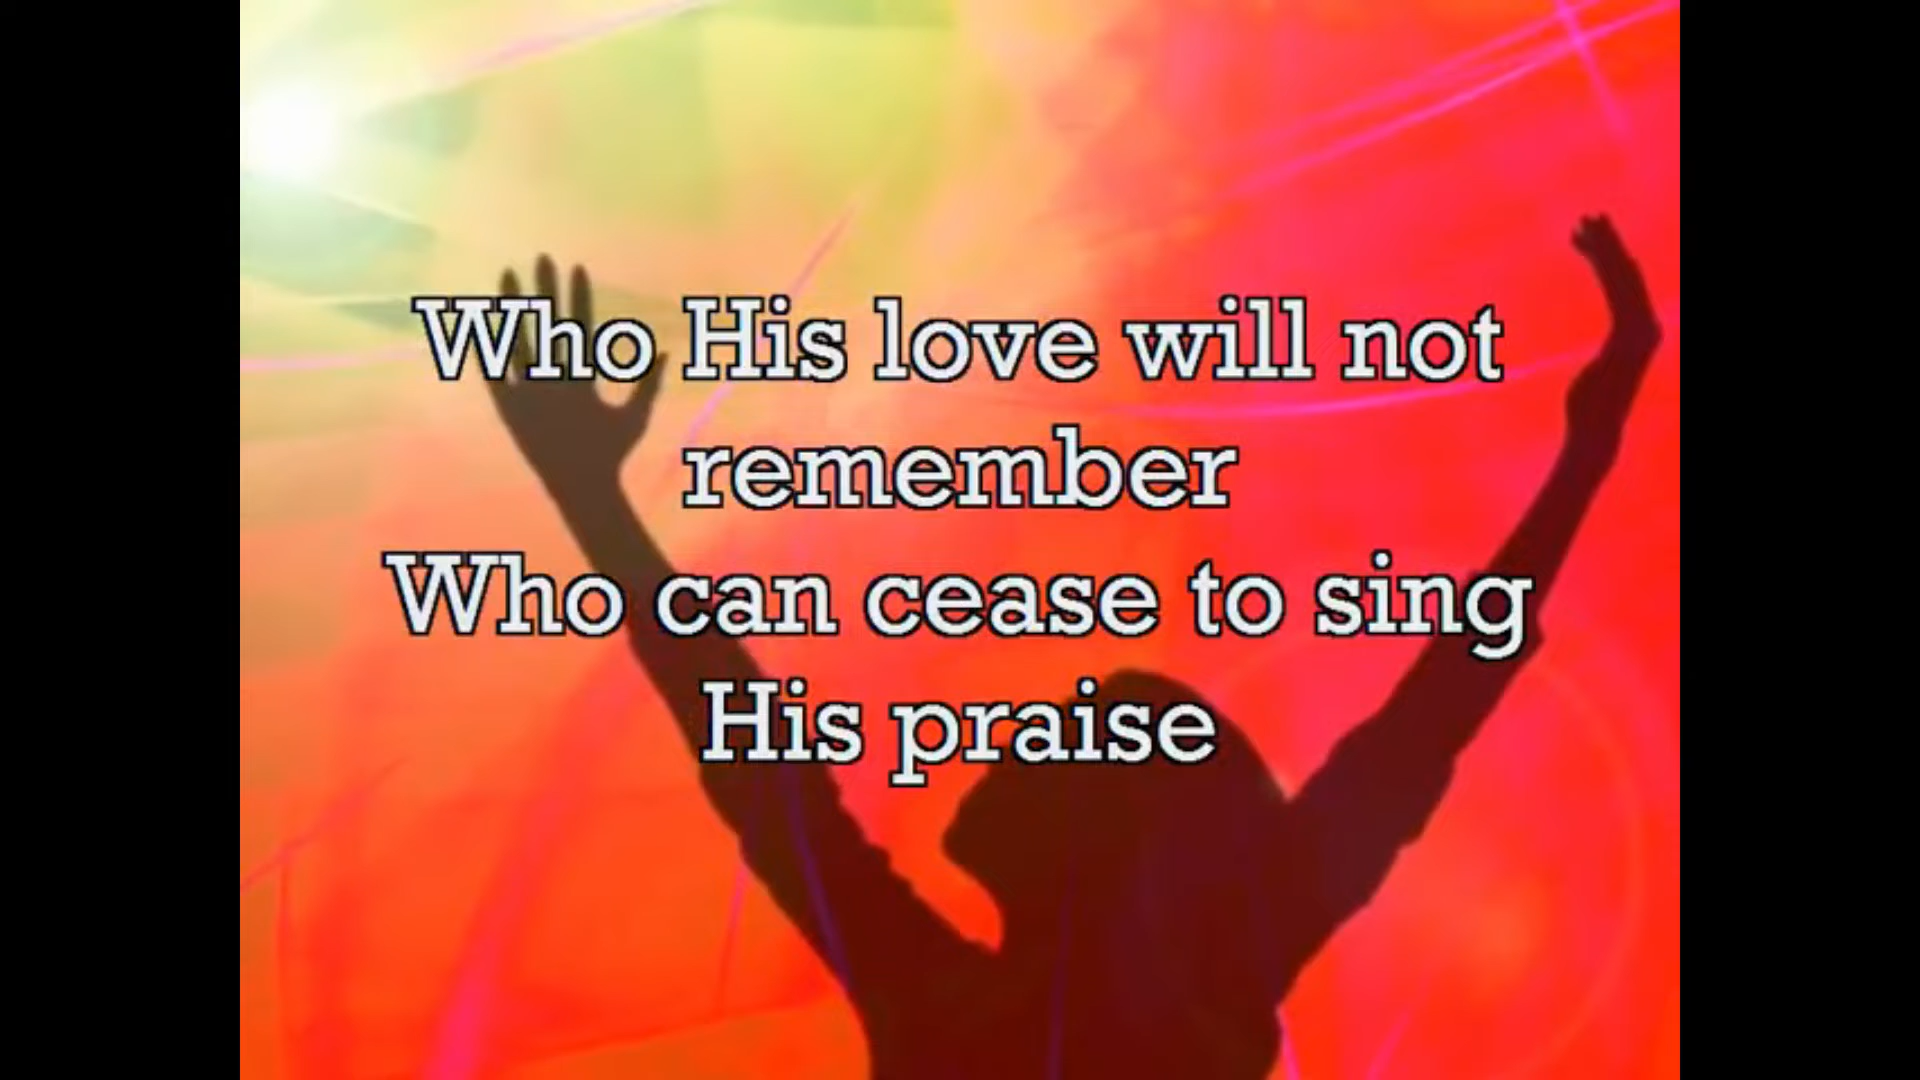 Who His love will not
remember
Who can cease to sing
His praise